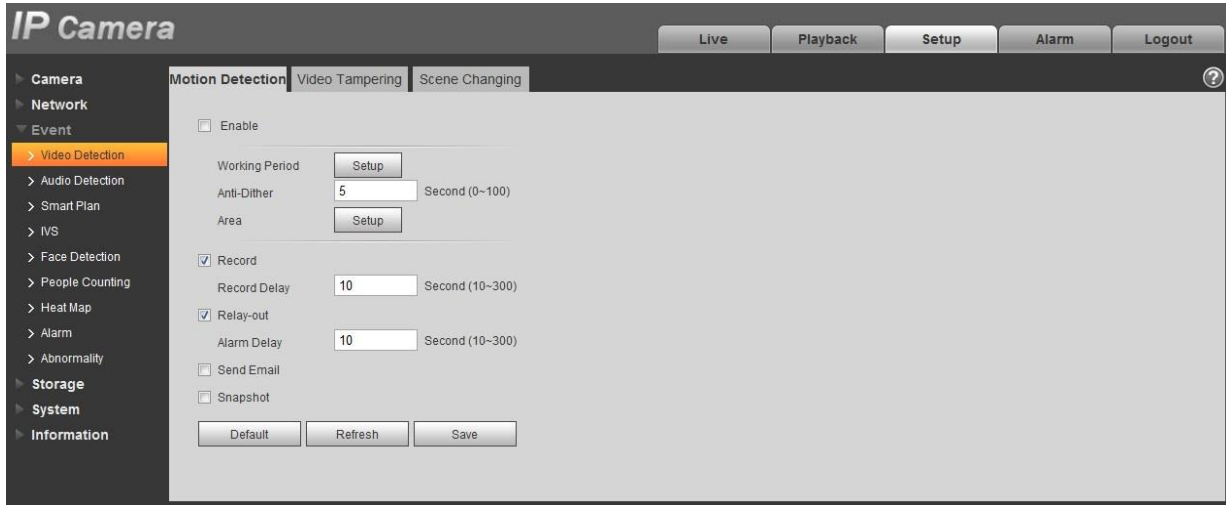 IP Camera
Live Playback Setup Alarm Logout
Camera
Network
Event
Video Detection
Audio Detection
Smart Plan
IVS
Face Detection
People Counting
Heat Map
Alarm
Abnormality
Storage
System
Information
Motion Detection Video Tampering Scene Changing ?
Enable
Working Period Setup
Anti-Dither 5 Second (0~100)
Area Setup
Record
Record Delay 10 Second (10~300)
Relay-out
Alarm Delay 10 Second (10~300)
Send Email
Snapshot
Default Refresh Save